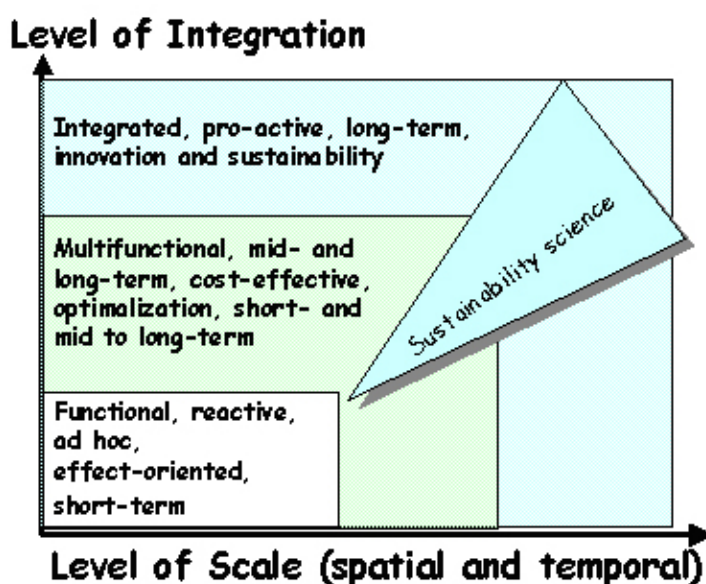 Level of Integration
Integrated, pro-active, long-term,
innovation and sustainability
Multifunctional, mid- and
long-term, cost-effective,
optimalization, short- and
mid to long-term
Sustainability science
Functional, reactive,
ad hoc,
effect-oriented,
short-term
Level of Scale (spatial and temporal)